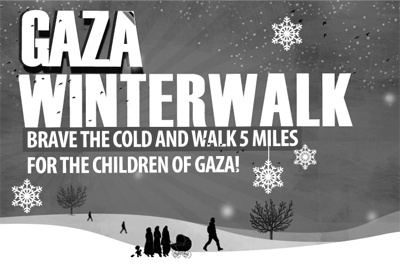 GAZA
WINTERWALK
BRAVE THE COLD AND WALK 5 MILES
FOR THE CHILDREN OF GAZA!